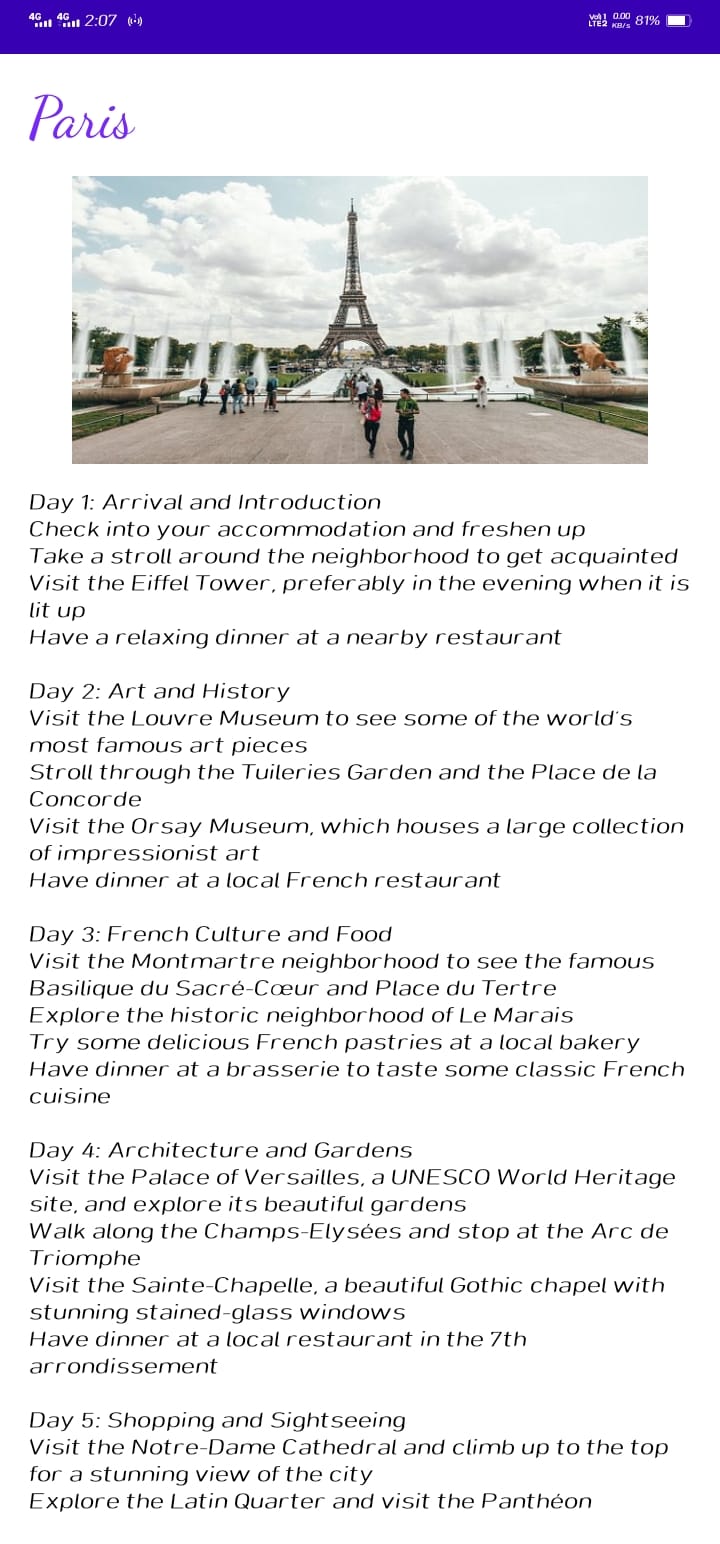 4G 4G 2:07 Vo) 1 LTE2 0.00 KB/s 81%
Paris
Day 1: Arrival and Introduction
Check into your accommodation and freshen up
Take a stroll around the neighborhood to get acquainted
Visit the Eiffel Tower, preferably in the evening when it is
lit up
Have a relaxing dinner at a nearby restaurant
Day 2: Art and History
Visit the Louvre Museum to see some of the world's
most famous art pieces
Stroll through the Tuileries Garden and the Place de la
Concorde
Visit the Orsay Museum, which houses a large collection
of impressionist art
Have dinner at a local French restaurant
Day 3: French Culture and Food
Visit the Montmartre neighborhood to see the famous
Basilique du Sacré-Cœur and Place du Tertre
Explore the historic neighborhood of Le Marais
Try some delicious French pastries at a local bakery
Have dinner at a brasserie to taste some classic French
cuisine
Day 4: Architecture and Gardens
Visit the Palace of Versailles, a UNESCO World Heritage
site, and explore its beautiful gardens
Walk along the Champs-Elysées and stop at the Arc de
Triomphe
Visit the Sainte-Chapelle, a beautiful Gothic chapel with
stunning stained-glass windows
Have dinner at a local restaurant in the 7th
arrondissement
Day 5: Shopping and Sightseeing
Visit the Notre-Dame Cathedral and climb up to the top
for a stunning view of the city
Explore the Latin Quarter and visit the Panthéon